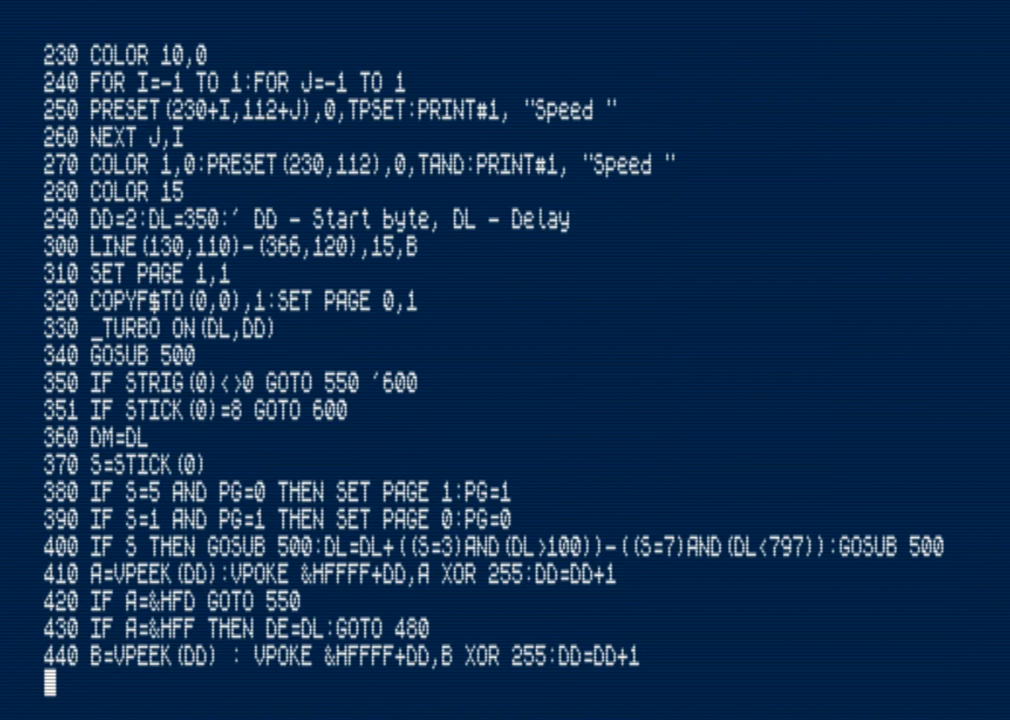 230 COLOR 10,0
240 FOR I=-1 TO 1:FOR J=-1 TO 1
250 PRESET(230+I,112+J),0,TPSET:PRINT#1, "Speed "
260 NEXT J,I
270 COLOR 1,0:PRESET(230,112),0,TAND:PRINT#1, "Speed "
280 COLOR 15
290 DD=2:DL=350:' DD - Start byte, DL - Delay
300 LINE(130,110)-(366,120),15,B
310 SET PAGE 1,1
320 COPYF$TO(0,0),1:SET PAGE 0,1
330 _TURBO ON(DL,DD)
340 GOSUB 500
350 IF STRIG(0)<>0 GOTO 550 '600
351 IF STICK(0)=8 GOTO 600
360 DM=DL
370 S=STICK(0)
380 IF S=5 AND PG=0 THEN SET PAGE 1:PG=1
390 IF S=1 AND PG=1 THEN SET PAGE 0:PG=0
400 IF S THEN GOSUB 500:DL=DL+((S=3)AND(DL>100))-((S=7)AND(DL<797)):GOSUB 500
410 A=VPEEK(DD):VPOKE &HFFFF+DD,A XOR 255:DD=DD+1
420 IF A=&HFD GOTO 550
430 IF A=&HFF THEN DE=DL:GOTO 480
440 B=VPEEK(DD) : VPOKE &HFFFF+DD,B XOR 255:DD=DD+1